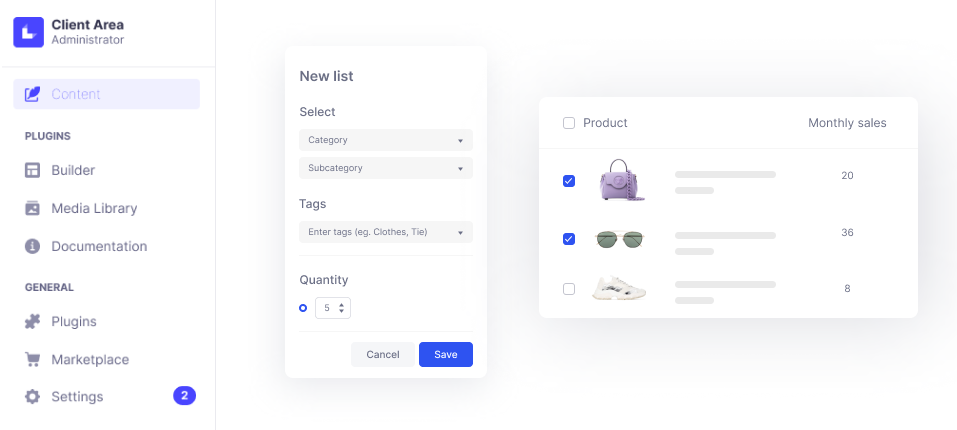 Client Area
Administrator
Content
PLUGINS
Builder
Media Library
Documentation
GENERAL
Plugins
Marketplace
Settings
2
New list
Select
Category
Subcategory
Tags
Enter tags (eg. Clothes, Tie)
Quantity
5
Cancel Save
Product Monthly sales
20
36
8